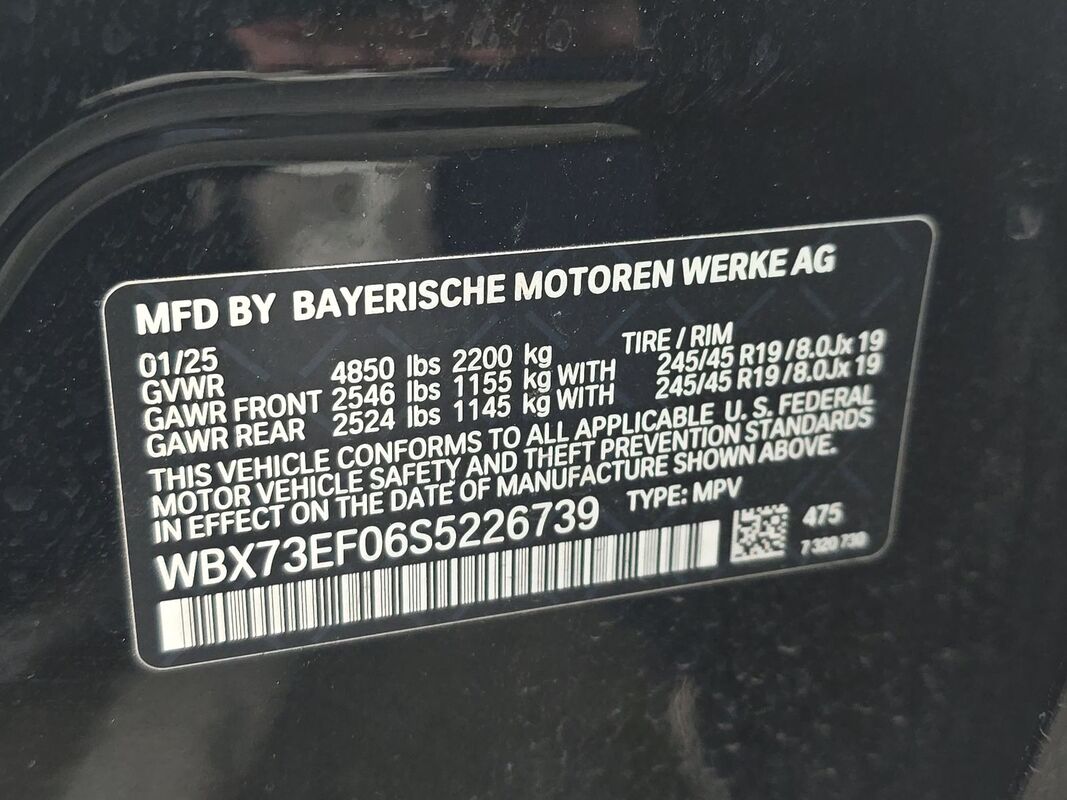 MFD BY BAYERISCHE MOTOREN WERKE AG
01/25 TIRE / RIM
GVWR 4850 lbs 2200 kg
GAWR FRONT 2546 lbs 1155 kg WITH 245/45 R19 /8.0Jx 19
GAWR REAR 2524 lbs 1145 kg WITH 245/45 R19 /8.0Jx 19
THIS VEHICLE CONFORMS TO ALL APPLICABLE U. S. FEDERAL
MOTOR VEHICLE SAFETY AND THEFT PREVENTION STANDARDS
IN EFFECT ON THE DATE OF MANUFACTURE SHOWN ABOVE.
WBX73EF06S5226739 TYPE: MPV
475
7 320 730